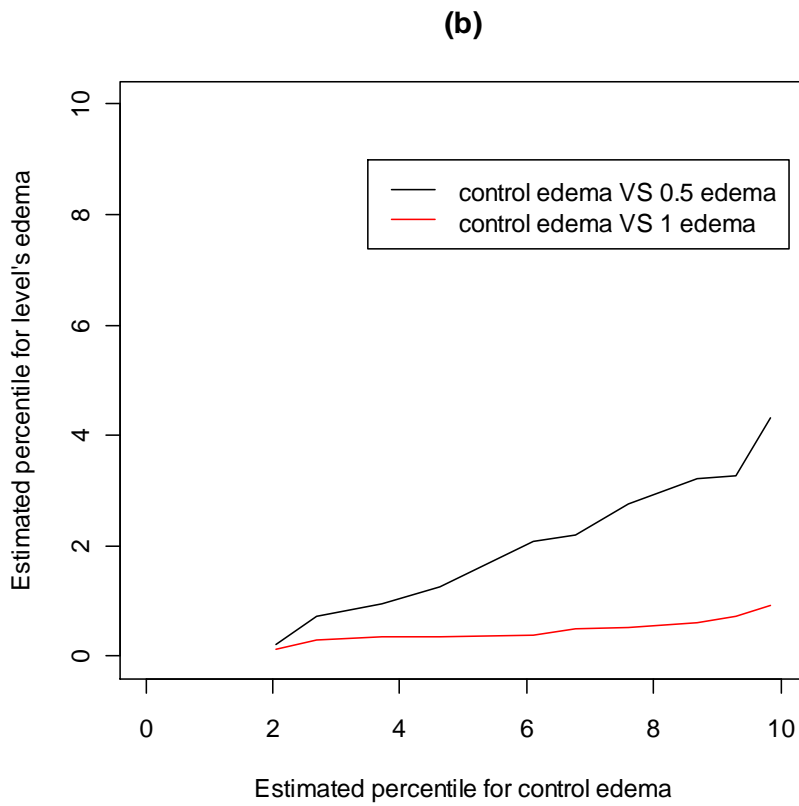 (b)
10
8
6
4
2
0
Estimated percentile for level's edema
control edema VS 0.5 edema
control edema VS 1 edema
0 2 4 6 8 10
Estimated percentile for control edema